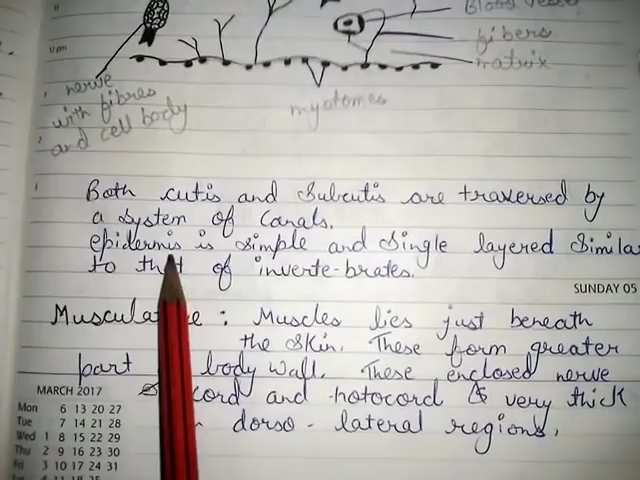 Blood vessel
fibers
matrix
12 pm
nerve
with fibres
and cell body
myotomes
Both cutis and Subcutis are traversed by
a system of Canals.
epidermis is simple and single layered Simila
to that of inverte-brates.
SUNDAY 05
Muscula e : Muscles lies just beneath
the skin. These form greater
part body wall. These enclosed nerve
cord and notocord is very thick
dorso - lateral regions.
MARCH 2017
Mon 6 13 20 27
Tue 7 14 21 28
Wed 1 8 15 22 29
Thu 2 9 16 23 30
Fri 3 10 17 24 31